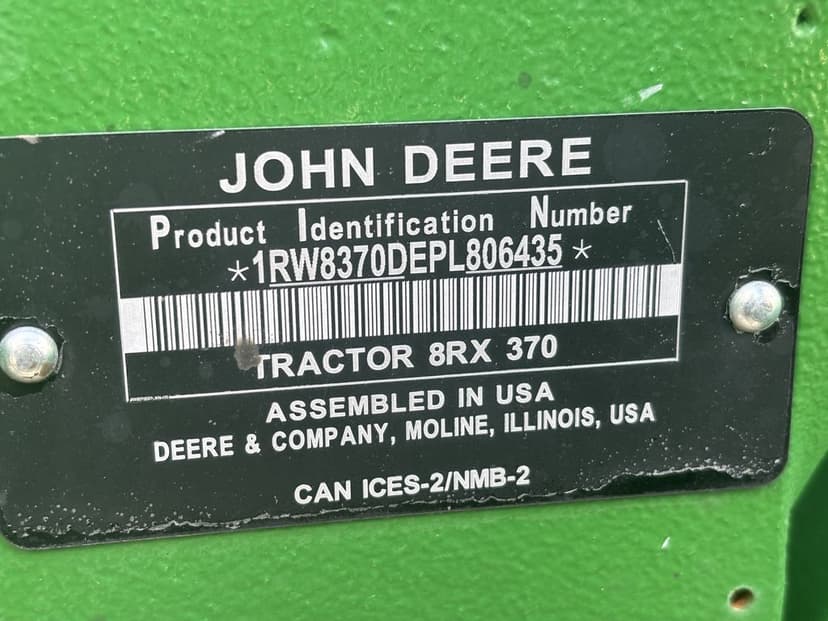 JOHN DEERE
Product Identification Number
*1RW8370DEPL806435*
TRACTOR 8RX 370
ASSEMBLED IN USA
DEERE & COMPANY, MOLINE, ILLINOIS, USA
CAN ICES-2/NMB-2